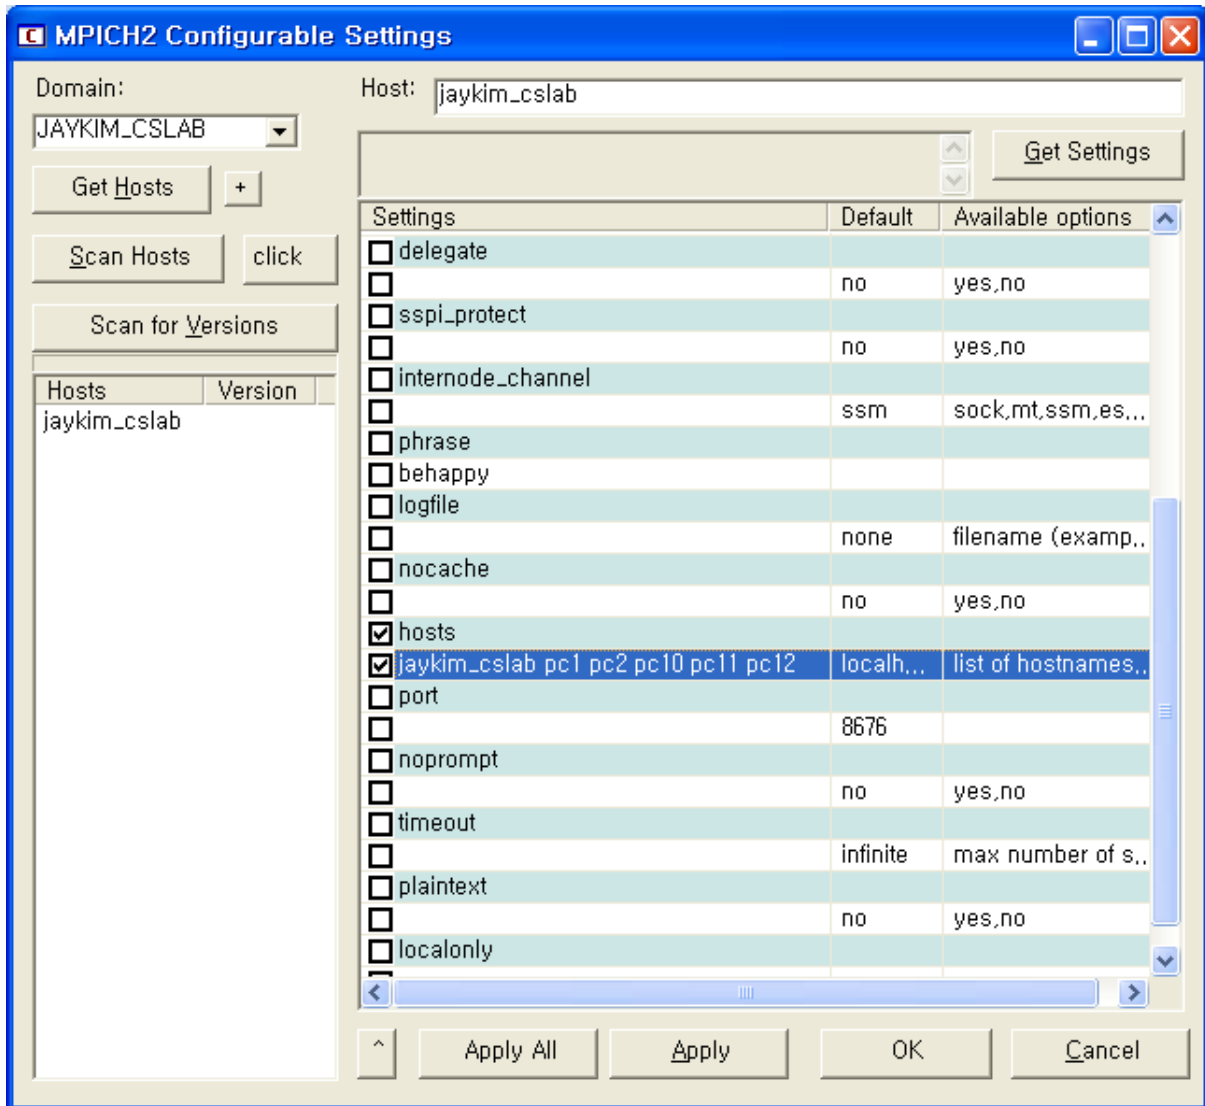 MPICH2 Configurable Settings
Domain:
JAYKIM_CSLAB
Get Hosts
+
Scan Hosts
click
Scan for Versions
Hosts Version
jaykim_cslab
Host: jaykim_cslab
Get Settings
Settings Default Available options
delegate
no yes,no
sspi_protect
no yes,no
internode_channel
ssm sock,mt,ssm,es...
phrase
behappy
logfile
none filename (examp...
nocache
no yes,no
hosts
jaykim_cslab pc1 pc2 pc10 pc11 pc12 localh... list of hostnames...
port
8676
noprompt
no yes,no
timeout
infinite max number of s...
plaintext
no yes,no
localonly
^
Apply All
Apply
OK
Cancel